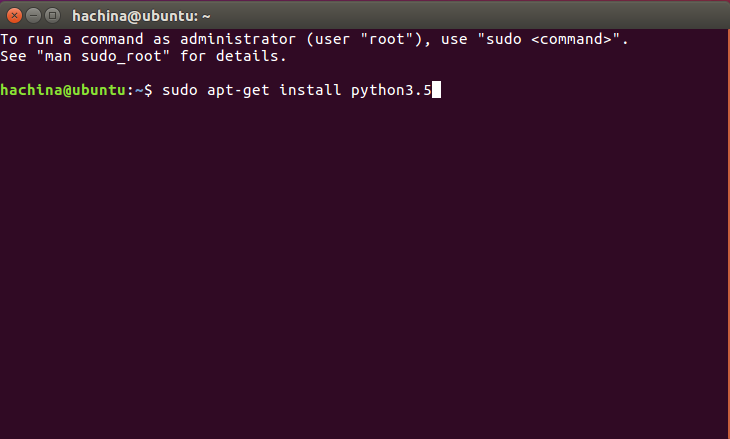 hachina@ubuntu: ~
To run a command as administrator (user "root"), use "sudo <command>".
See "man sudo_root" for details.
hachina@ubuntu:~$ sudo apt-get install python3.5